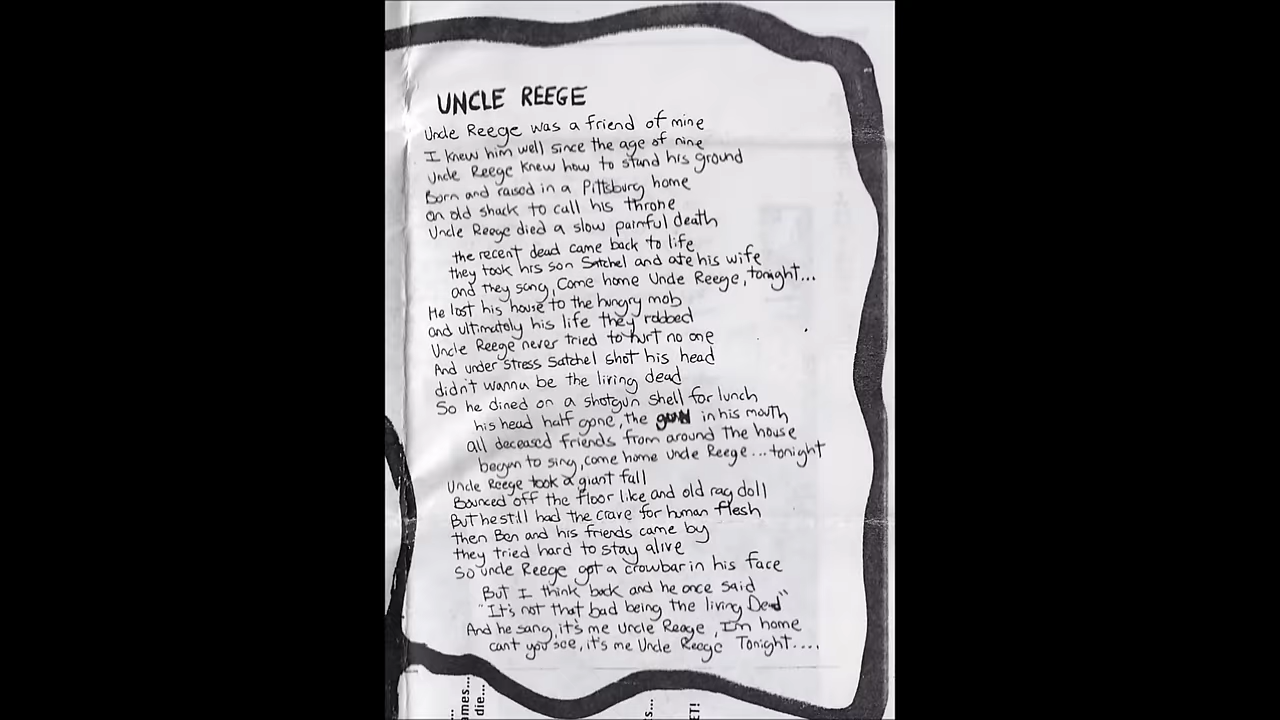 UNCLE REEGE
Uncle Reege was a friend of mine
I knew him well since the age of nine
Uncle Reege knew how to stand his ground
Born and raised in a Pittsburg home
an old shack to call his throne
Uncle Reege died a slow painful death
the recent dead came back to life
they took his son Satchel and ate his wife
and they sang, Come home Uncle Reege, tonight...
He lost his house to the hungry mob
and ultimately his life they robbed
Uncle Reege never tried to hurt no one
And under stress Satchel shot his head
didn't wanna be the living dead
So he dined on a shotgun shell for lunch
his head half gone, the gun in his mouth
all deceased friends from around the house
began to sing, come home Uncle Reege...tonight
Uncle Reege took a giant fall
Bounced off the floor like and old rag doll
But he still had the crave for human flesh
then Ben and his friends came by
they tried hard to stay alive
So uncle Reege got a crowbar in his face
But I think back and he once said
"It's not that bad being the living Dead"
And he sang, it's me Uncle Reege, I'm home
cant you see, it's me Uncle Reege Tonight....
ames...
die...
s...
ET!